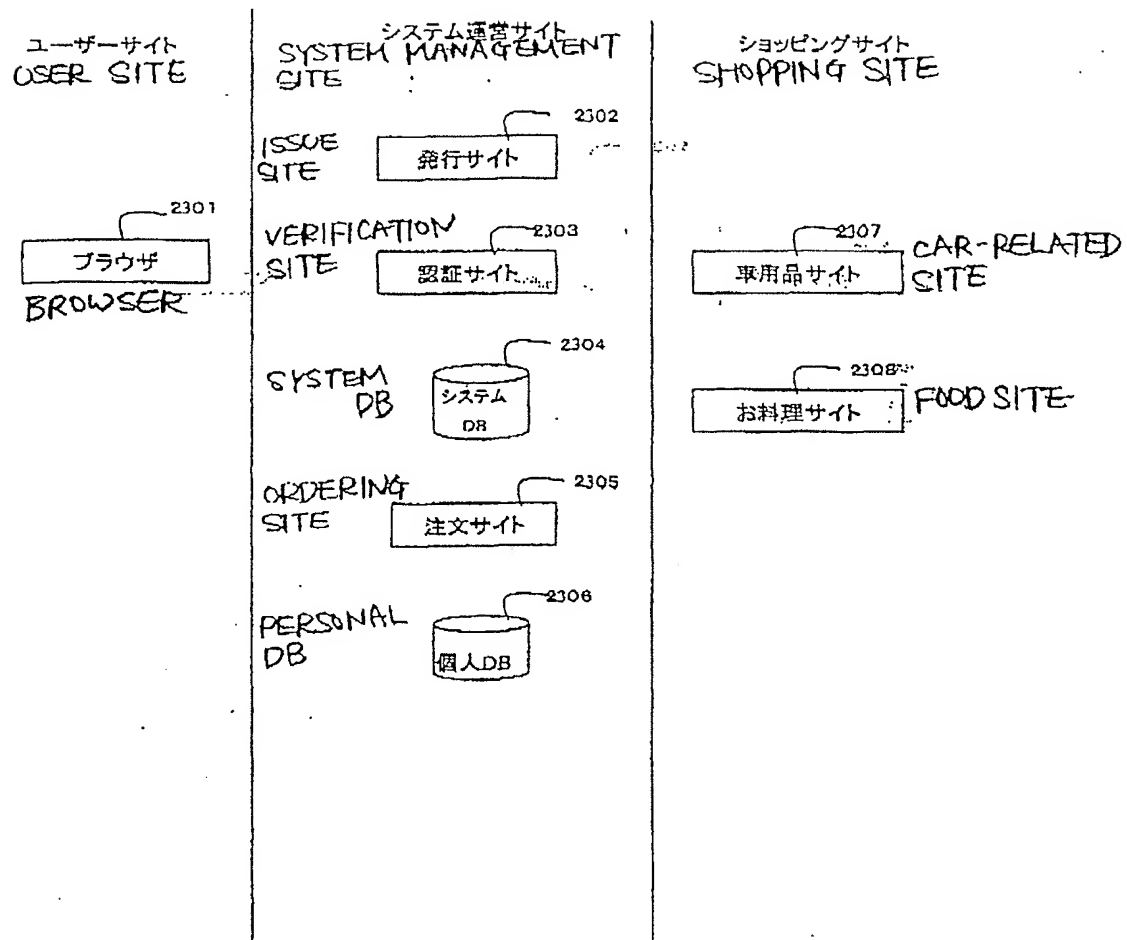 ユーザーサイト
USER SITE
2301
ブラウザ
BROWSER
システム運営サイト
SYSTEM MANAGEMENT
SITE
ISSUE
SITE
2302
発行サイト
VERIFICATION
SITE
2303
認証サイト
SYSTEM
DB
2304
システム
DB
ORDERING
SITE
2305
注文サイト
PERSONAL
DB
2306
個人DB
ショッピングサイト
SHOPPING SITE
2307
車用品サイト
CAR-RELATED
SITE
2308
お料理サイト
FOOD SITE